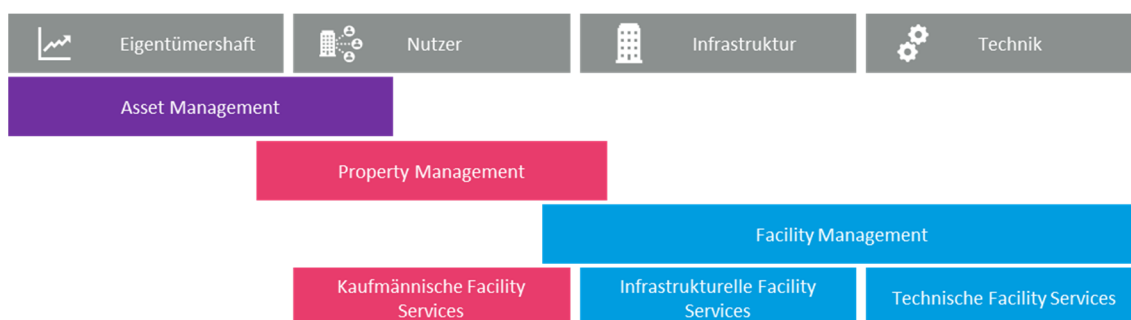 Eigentümershaft
Nutzer
Infrastruktur
Technik
Asset Management
Property Management
Facility Management
Kaufmännische Facility
Services
Infrastrukturelle Facility
Services
Technische Facility Services